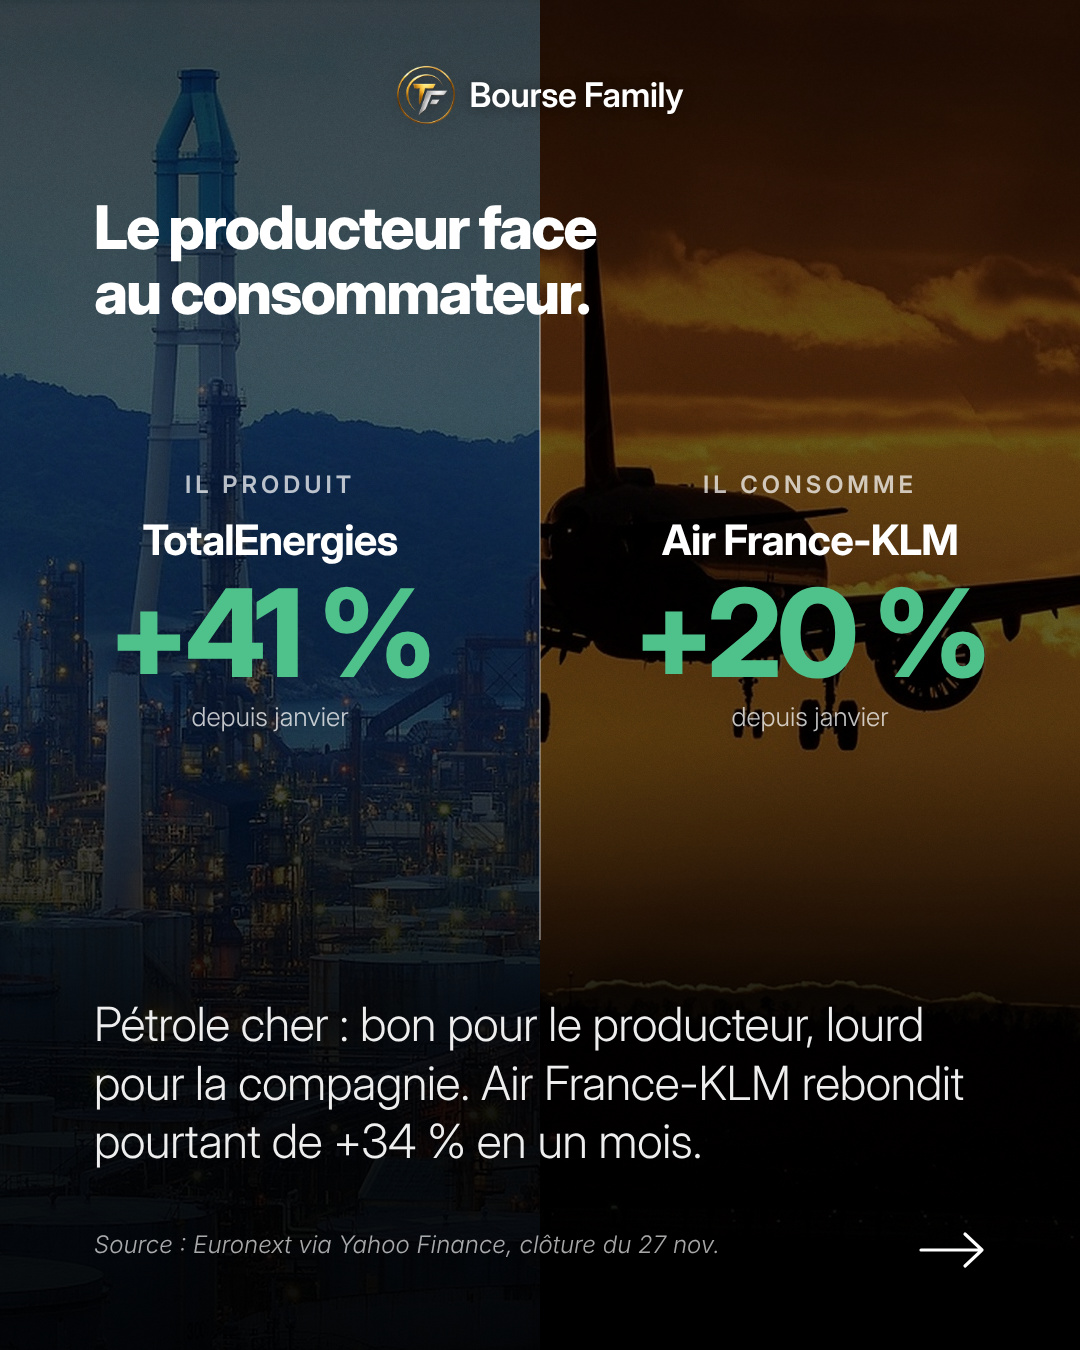 Bourse Family
Le producteur face
au consommateur.
IL PRODUIT
TotalEnergies
+41 %
depuis janvier
IL CONSOMME
Air France-KLM
+20 %
depuis janvier
Pétrole cher : bon pour le producteur, lourd
pour la compagnie. Air France-KLM rebondit
pourtant de +34 % en un mois.
Source : Euronext via Yahoo Finance, clôture du 27 nov.